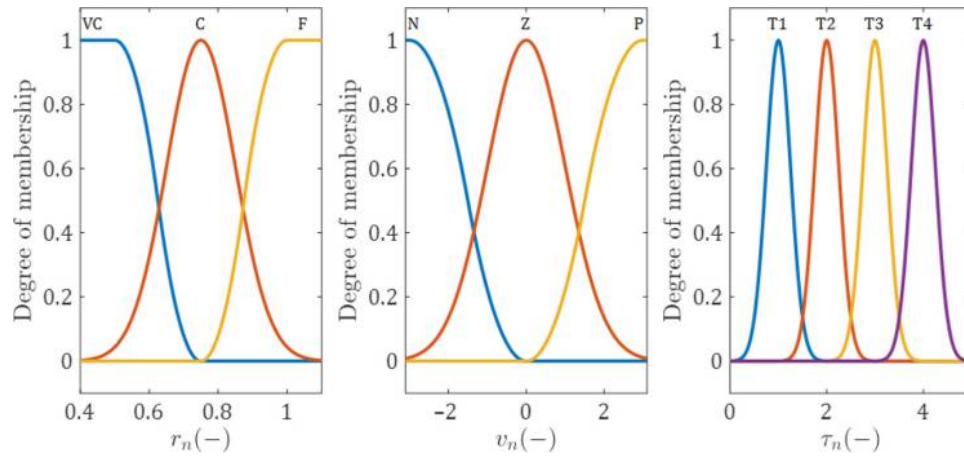 VC C F
1
0.8
0.6
0.4
0.2
0
0.4 0.6 0.8 1
rₙ(−)
Degree of membership
N Z P
1
0.8
0.6
0.4
0.2
0
−2 0 2
vₙ(−)
Degree of membership
T1 T2 T3 T4
1
0.8
0.6
0.4
0.2
0
0 2 4
τₙ(−)
Degree of membership